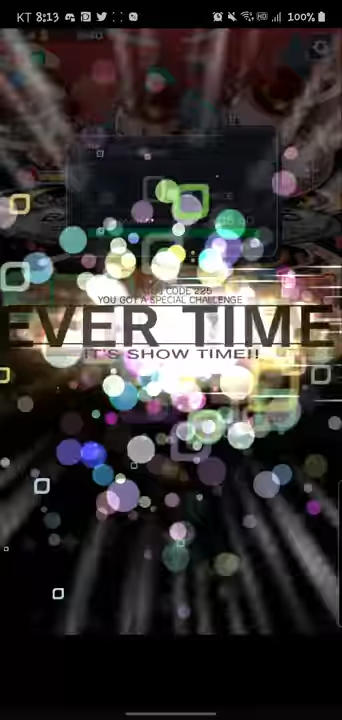 KT 8:13 100%
CODE 225
YOU GOT A SPECIAL CHALLENGE
EVER TIME
IT'S SHOW TIME!!